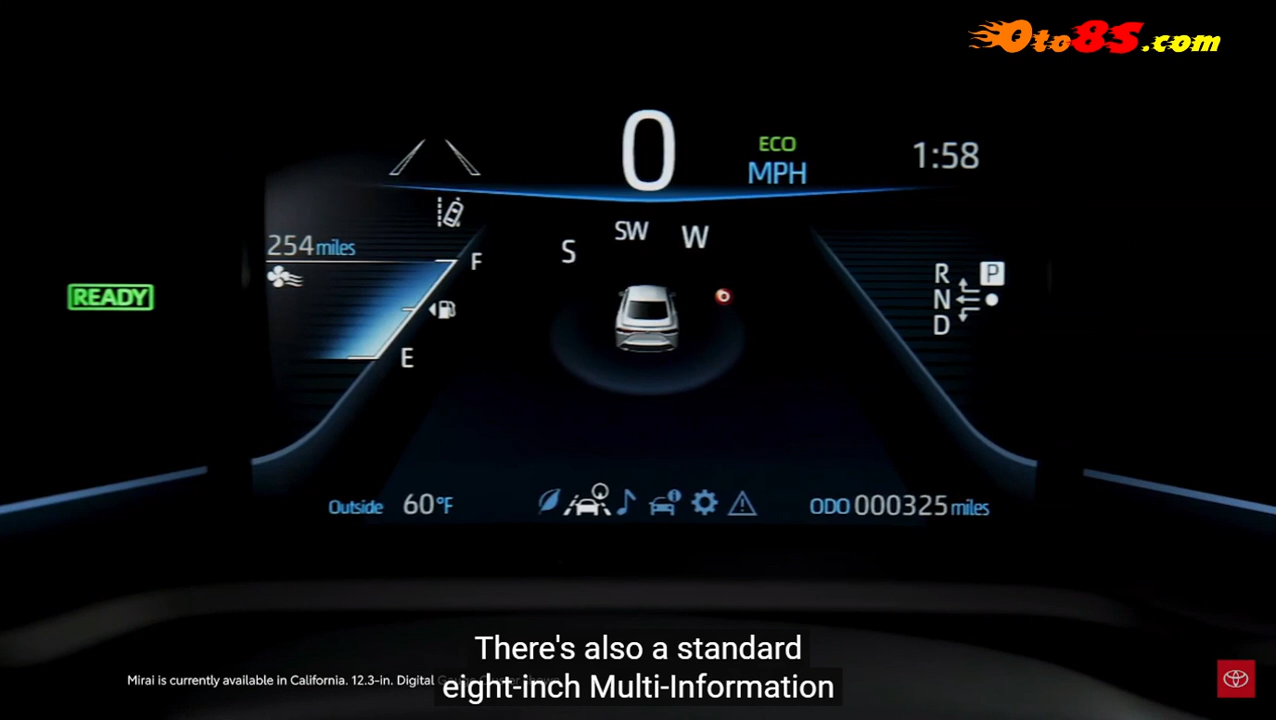 Oto8S.com
0
ECO
MPH
1:58
S
SW
W
254 miles
F
E
READY
R
P
N
D
Outside 60°F
ODO 000325 miles
There's also a standard
Mirai is currently available in California. 12.3-in. Digital
eight-inch Multi-Information